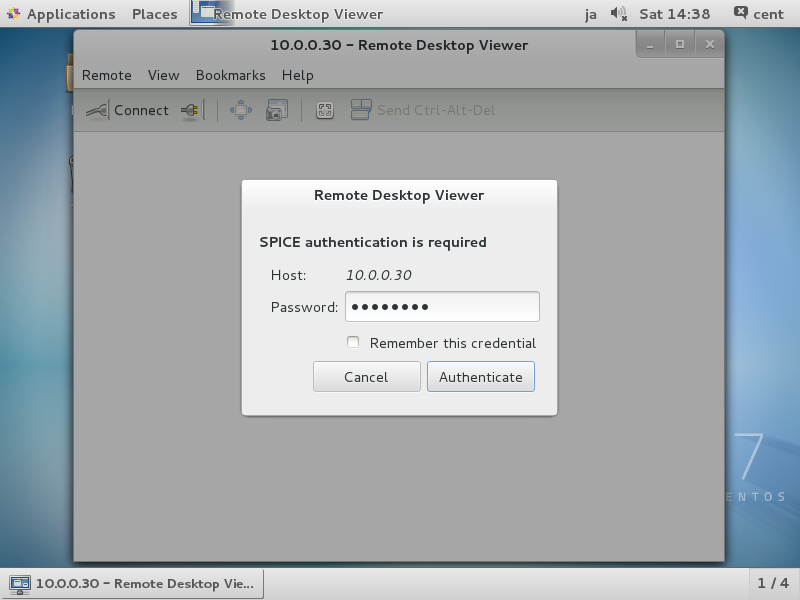 Applications Places Remote Desktop Viewer ja Sat 14:38 cent
10.0.0.30 – Remote Desktop Viewer
Remote View Bookmarks Help
Connect Send Ctrl-Alt-Del
Remote Desktop Viewer
SPICE authentication is required
Host: 10.0.0.30
Password: ●●●●●●●●
Remember this credential
Cancel Authenticate
7
ENTOS
10.0.0.30 – Remote Desktop Vie...
1 / 4